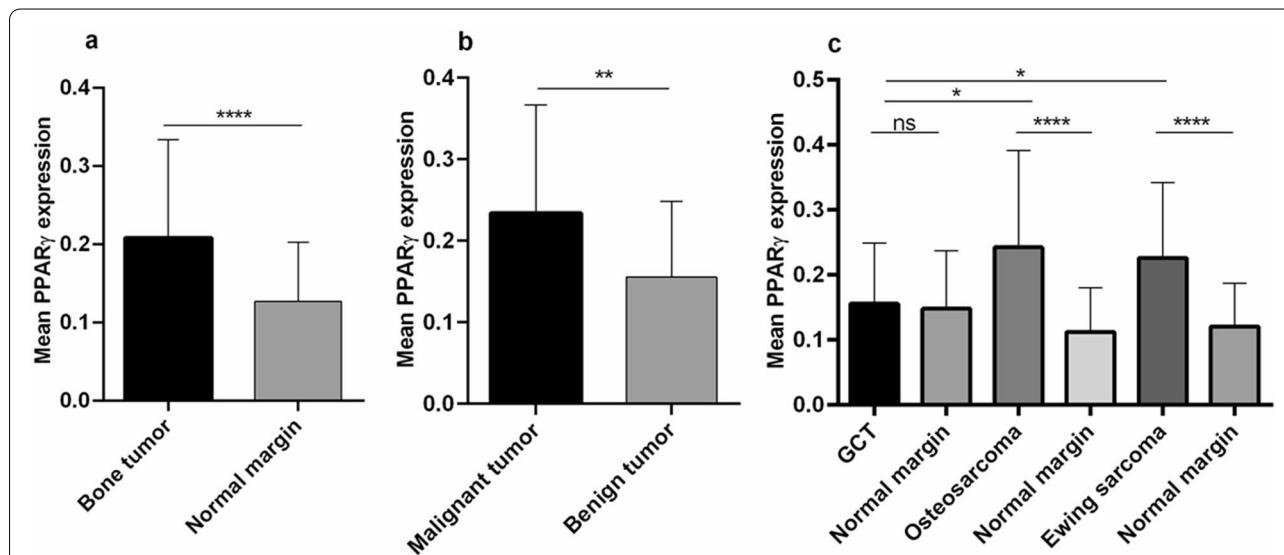 a
Mean PPARγ expression
0.4
0.3
0.2
0.1
0.0
****
Bone tumor
Normal margin
b
Mean PPARγ expression
0.4
0.3
0.2
0.1
0.0
**
Malignant tumor
Benign tumor
c
Mean PPARγ expression
0.5
0.4
0.3
0.2
0.1
0.0
*
*
ns
****
****
GCT
Normal margin
Ostosarcoma
Normal margin
Ewing sarcoma
Normal margin